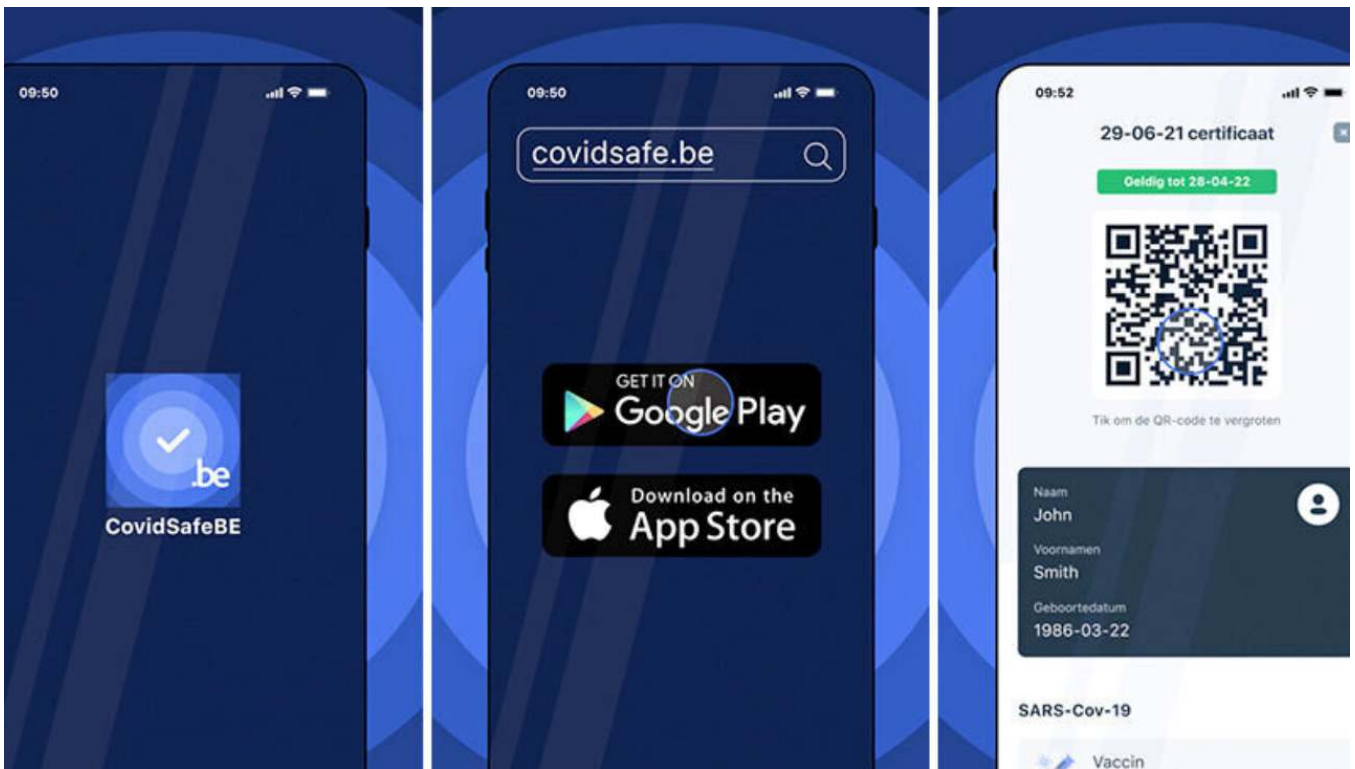 09:50
.be
CovidSafeBE
09:50
covidsafe.be
GET IT ON
Google Play
Download on the
App Store
09:52
29-06-21 certificaat
Geldig tot 28-04-22
Tik om de QR-code te vergroten
Naam
John
Voornamen
Smith
Geboortedatum
1986-03-22
SARS-Cov-19
Vaccin